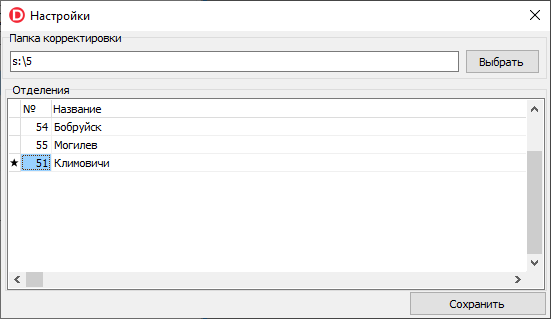 D Настройки
Папка корректировки
s:\5
Выбрать
Отделения
№ Название
54 Бобруйск
55 Могилев
★ 51 Климовичи
Сохранить